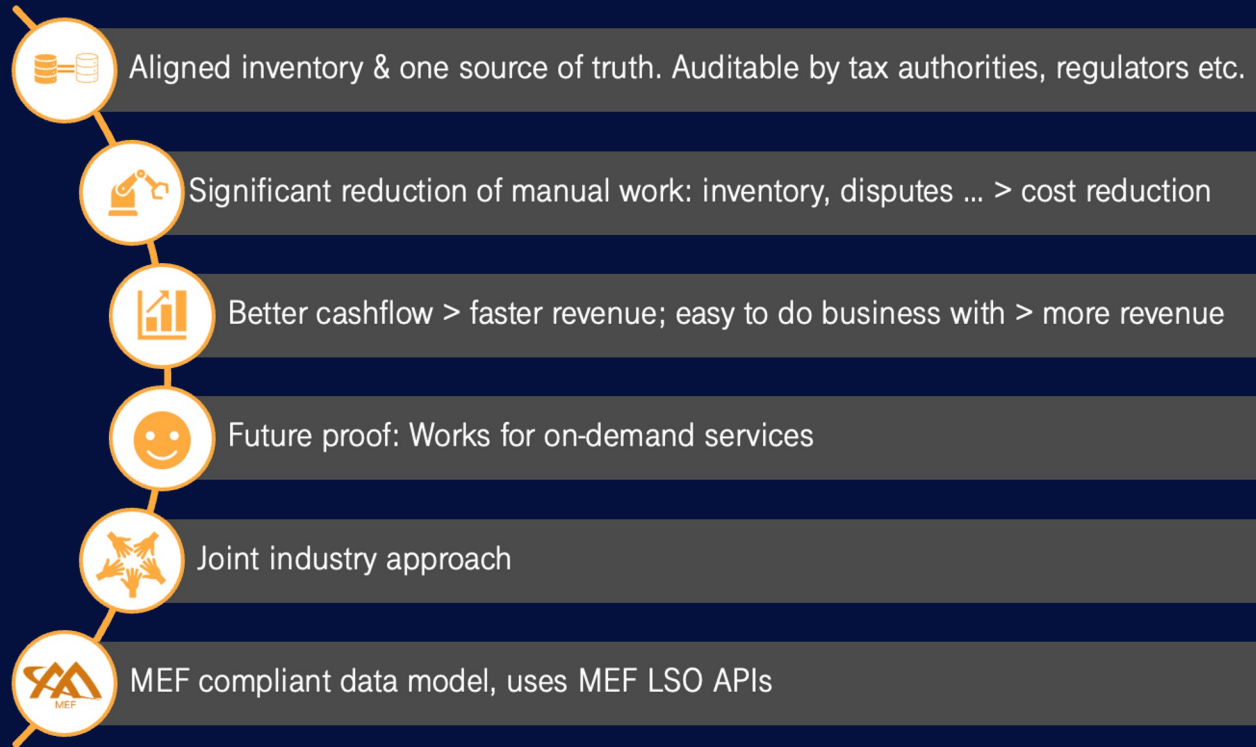 Aligned inventory & one source of truth. Auditable by tax authorities, regulators etc.
Significant reduction of manual work: inventory, disputes ... > cost reduction
Better cashflow > faster revenue; easy to do business with > more revenue
Future proof: Works for on-demand services
Joint industry approach
MEF compliant data model, uses MEF LSO APIs
MEF